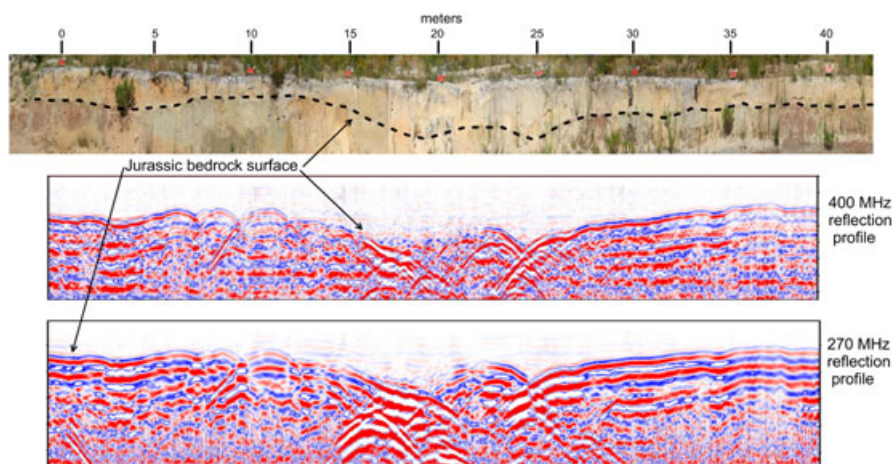 meters
0 5 10 15 20 25 30 35 40
Jurassic bedrock surface
400 MHz
reflection
profile
270 MHz
reflection
profile